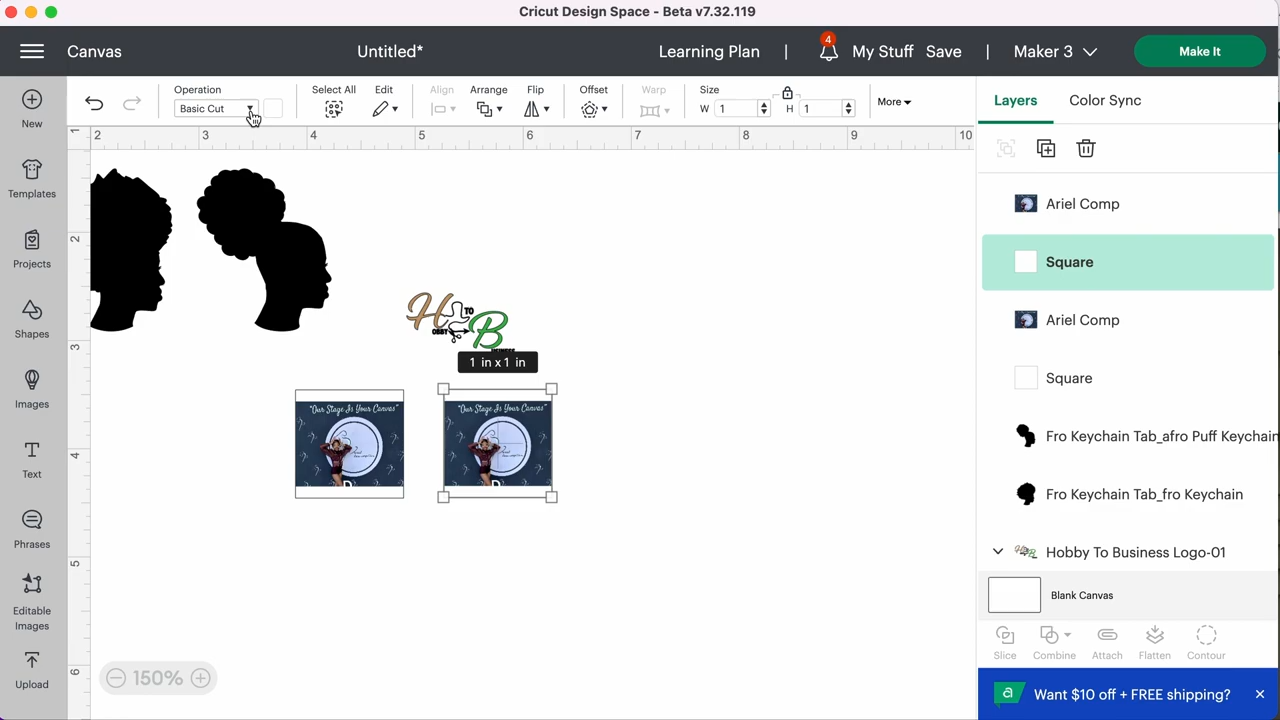 Cricut Design Space - Beta v7.32.119
Canvas
Untitled*
Learning Plan
|
4
My Stuff
Save
|
Maker 3
Make It
Operation
Basic Cut
Select All
Edit
Align
Arrange
Flip
Offset
Warp
Size
W 1
H 1
More
Layers
Color Sync
New
Templates
Projects
Shapes
Images
Text
Phrases
Editable
Images
Upload
2 3 4 5 6 7 8 9 10
1
2
3
4
5
6
H TO
OBBY B
1 in x 1 in
"Our Stage Is Your Canvas"
"Our Stage Is Your Canvas"
150%
Ariel Comp
Square
Ariel Comp
Square
Fro Keychain Tab_afro Puff Keychain
Fro Keychain Tab_fro Keychain
Hobby To Business Logo-01
Blank Canvas
Slice
Combine
Attach
Flatten
Contour
a
Want $10 off + FREE shipping?